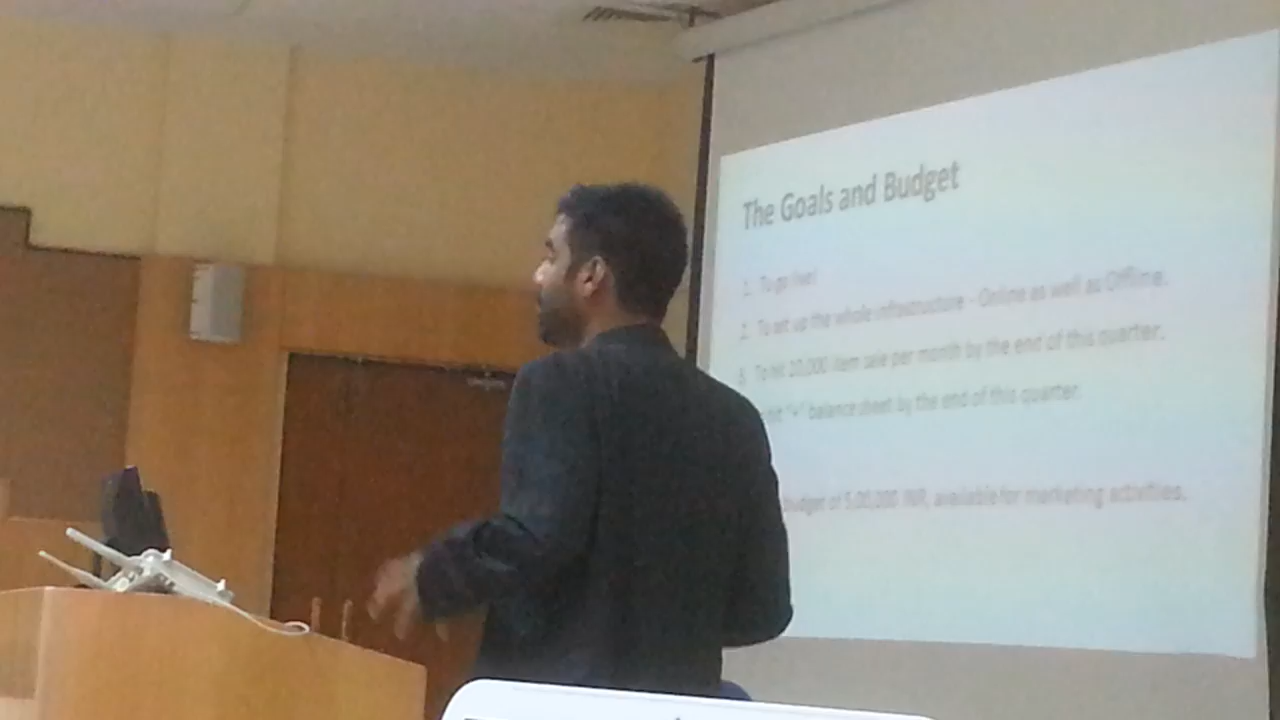 The Goals and Budget
1. To go live!
2. To set up the whole infrastructure - Online as well as Offline.
3. To hit 10,000 item sale per month by the end of this quarter.
hit "+" balance sheet by the end of this quarter.
budget of 5,00,000 INR, available for marketing activities.